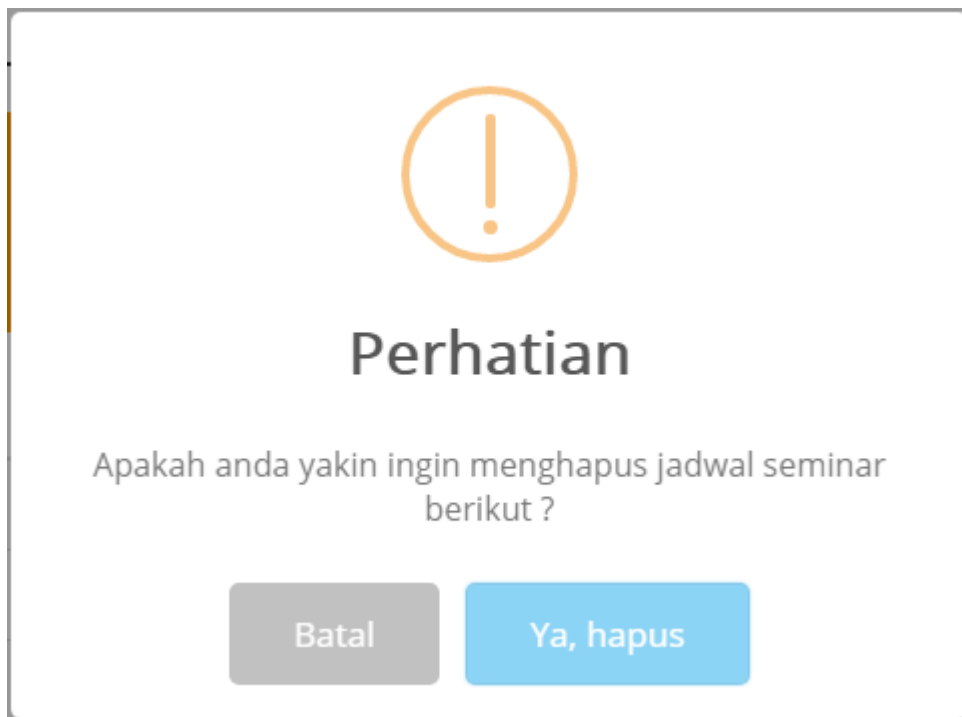 Perhatian
Apakah anda yakin ingin menghapus jadwal seminar
berikut ?
Batal
Ya, hapus